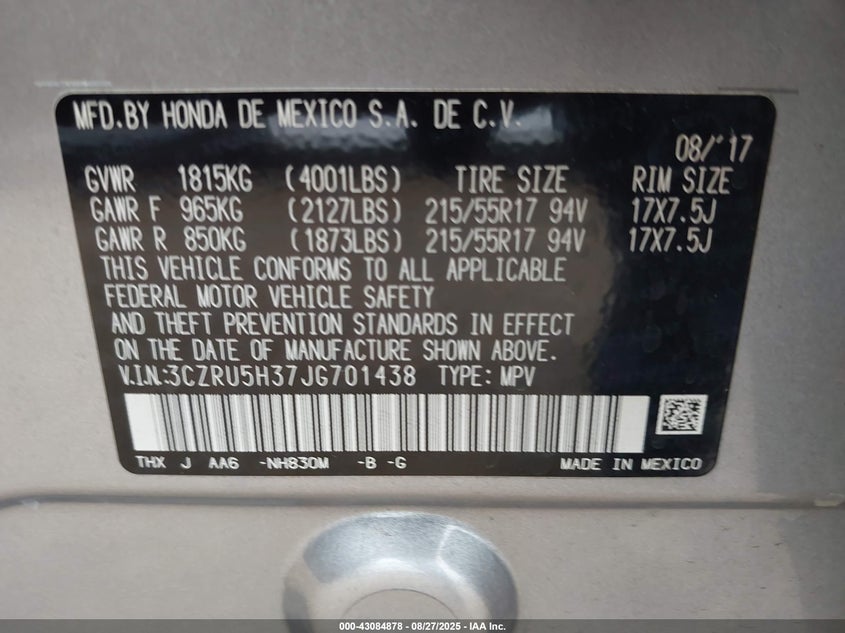 MFD.BY HONDA DE MEXICO S.A. DE C.V.
08/'17
GVWR 1815KG (4001LBS) TIRE SIZE RIM SIZE
GAWR F 965KG (2127LBS) 215/55R17 94V 17X7.5J
GAWR R 850KG (1873LBS) 215/55R17 94V 17X7.5J
THIS VEHICLE CONFORMS TO ALL APPLICABLE
FEDERAL MOTOR VEHICLE SAFETY
AND THEFT PREVENTION STANDARDS IN EFFECT
ON THE DATE OF MANUFACTURE SHOWN ABOVE.
V.I.N.:3CZRU5H37JG701438 TYPE: MPV
THX J AA6 -NH830M -B -G MADE IN MEXICO
000-43084878 - 08/27/2025 - IAA Inc.